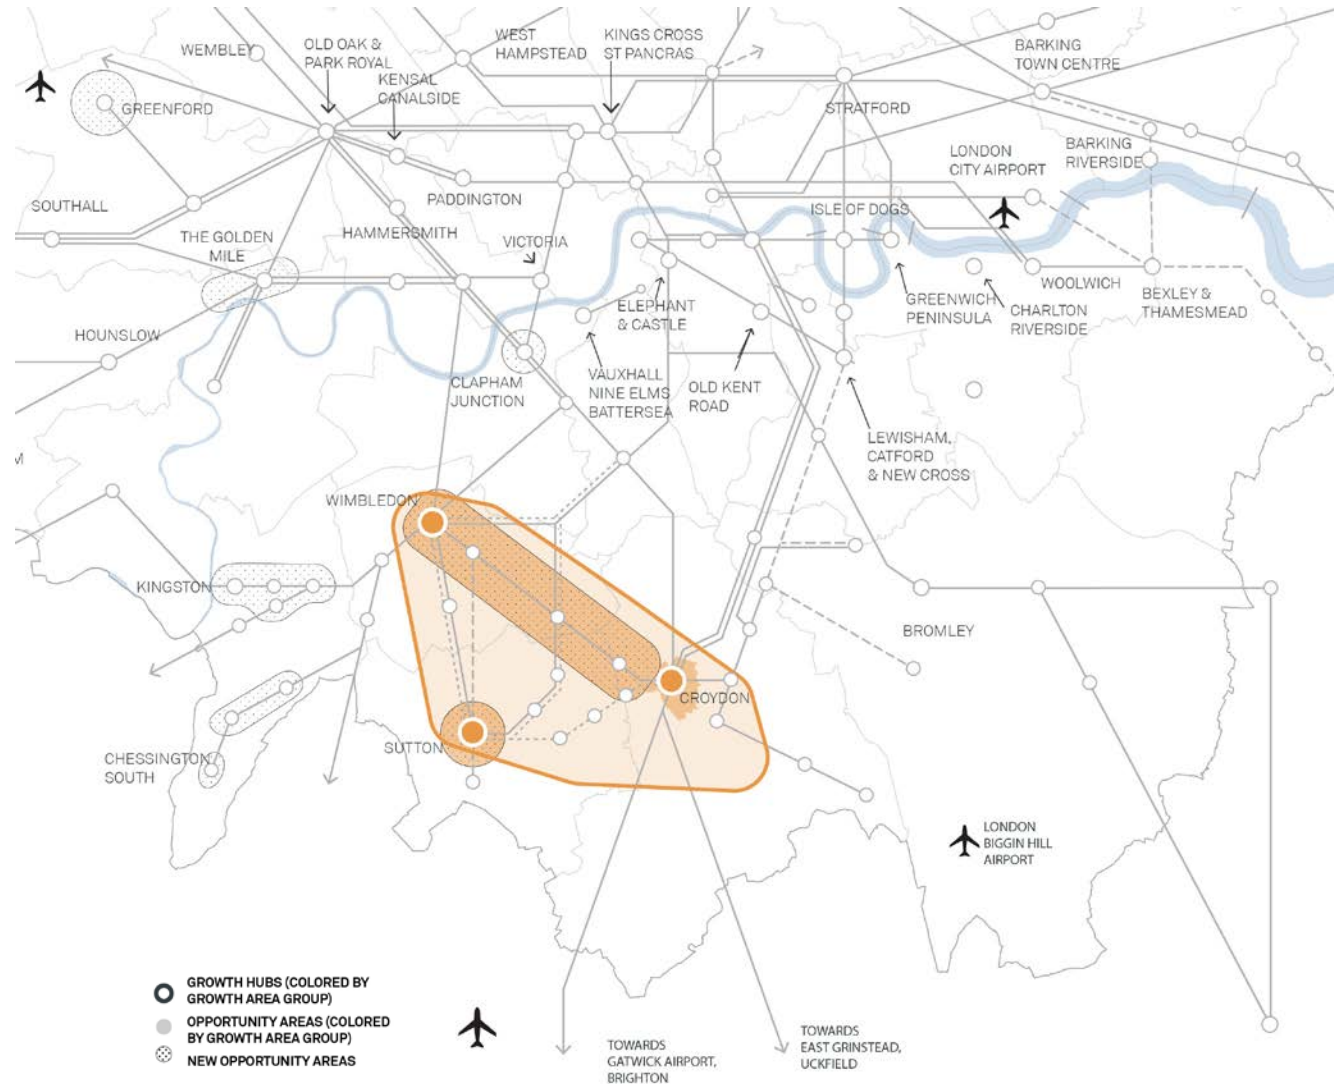 WEMBLEY
OLD OAK &
PARK ROYAL
WEST
HAMPSTEAD
KINGS CROSS
ST PANCRAS
BARKING
TOWN CENTRE
KENSAL
CANALSIDE
GREENFORD
STRATFORD
BARKING
RIVERSIDE
LONDON
CITY AIRPORT
SOUTHALL
PADDINGTON
ISLE OF DOGS
THE GOLDEN
MILE
HAMMERSMITH
VICTORIA
ELEPHANT
& CASTLE
GREENWICH
PENINSULA
CHARLTON
RIVERSIDE
WOOLWICH
BEXLEY &
THAMESMEAD
HOUNSLOW
CLAPHAM
JUNCTION
VAUXHALL
NINE ELMS
BATTERSEA
OLD KENT
ROAD
LEWISHAM,
CATFORD
& NEW CROSS
M
WIMBLEDON
KINGSTON
BROMLEY
CROYDON
SUTTON
CHESSINGTON
SOUTH
LONDON
BIGGIN HILL
AIRPORT
GROWTH HUBS (COLORED BY
GROWTH AREA GROUP)
OPPORTUNITY AREAS (COLORED
BY GROWTH AREA GROUP)
NEW OPPORTUNITY AREAS
TOWARDS
GATWICK AIRPORT,
BRIGHTON
TOWARDS
EAST GRINSTEAD,
UCKFIELD